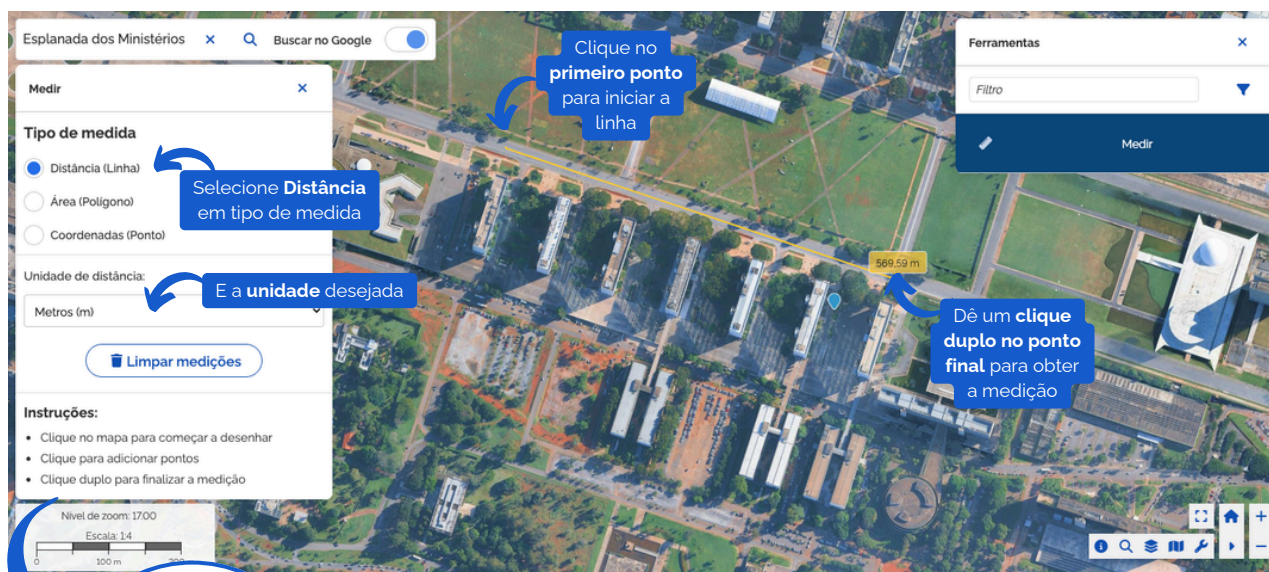 Esplanada dos Ministérios
Buscar no Google
Medir
Tipo de medida
Distância (Linha)
Área (Polígono)
Coordenadas (Ponto)
Unidade de distância:
Metros (m)
Limpar medições
Instruções:
Clique no mapa para começar a desenhar
Clique para adicionar pontos
Clique duplo para finalizar a medição
Nível de zoom: 17.00
Escala: 1:4
0 100 m 200
Selecione Distância
em tipo de medida
E a unidade desejada
Clique no
primeiro ponto
para iniciar a
linha
569,59 m
Dê um clique
duplo no ponto
final para obter
a medição
Ferramentas
Filtro
Medir